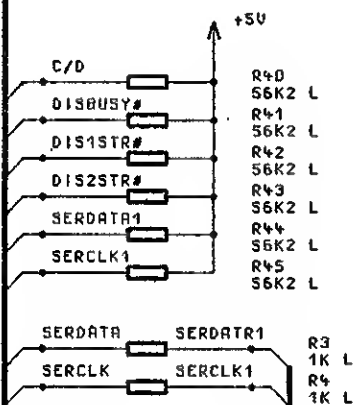 +5V
C/D
R40
56K2 L
DISBUSY#
R41
56K2 L
DIS1STR#
R42
56K2 L
DIS2STR#
R43
56K2 L
SERDATA1
R44
56K2 L
SERCLK1
R45
56K2 L
SERDATA SERDATA1
R3
1K L
SERCLK SERCLK1
R4
1K L